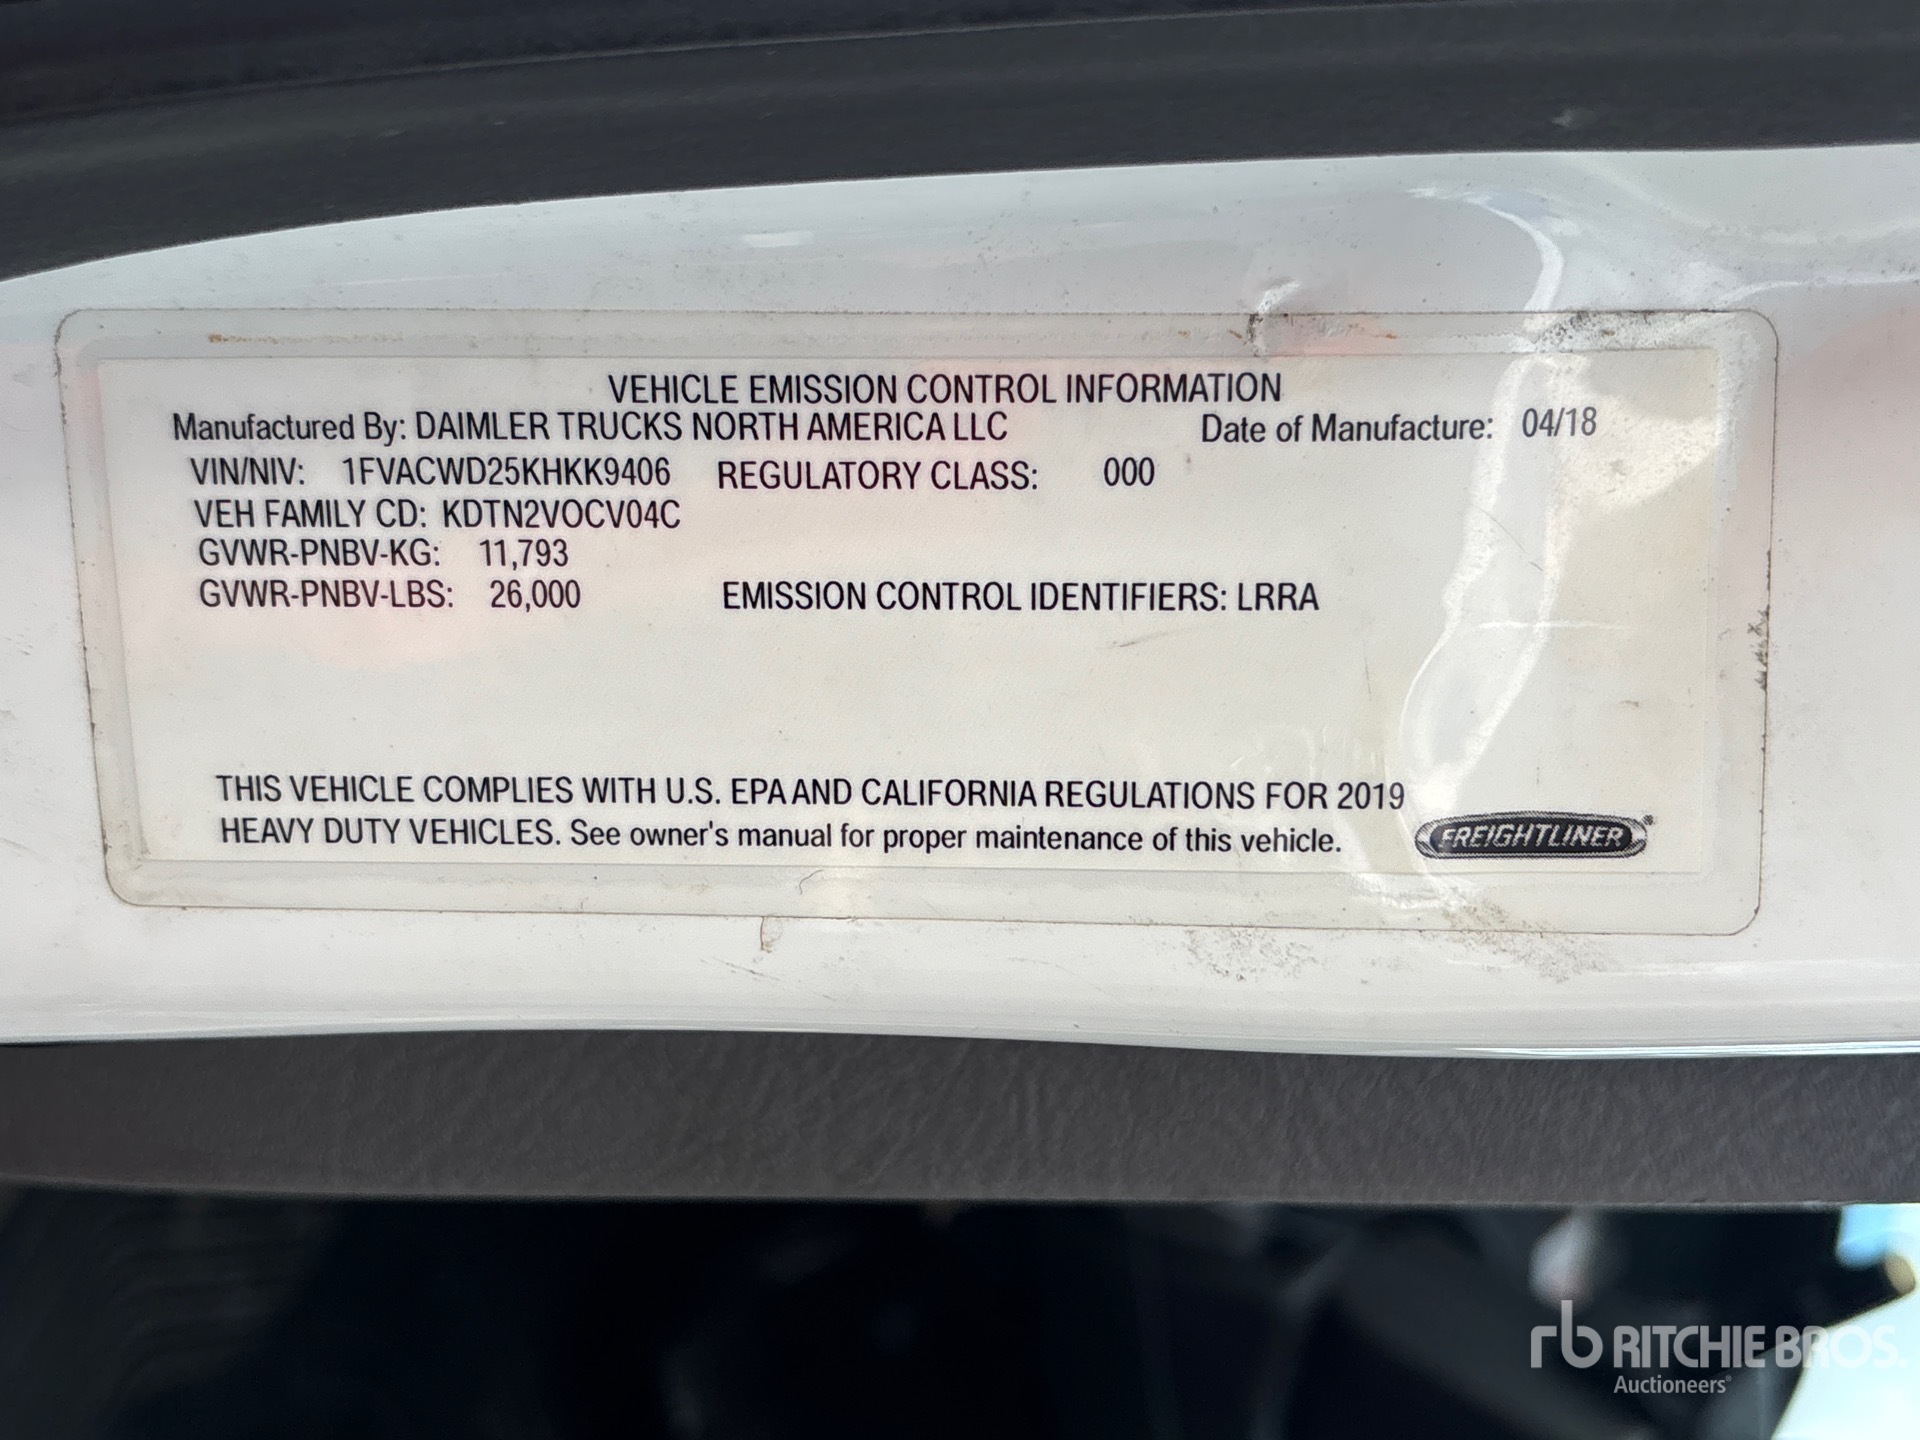 VEHICLE EMISSION CONTROL INFORMATION
Manufactured By: DAIMLER TRUCKS NORTH AMERICA LLC Date of Manufacture: 04/18
VIN/NIV: 1FVACWD25KHKK9406 REGULATORY CLASS: 000
VEH FAMILY CD: KDTN2VOCV04C
GVWR-PNBV-KG: 11,793
GVWR-PNBV-LBS: 26,000 EMISSION CONTROL IDENTIFIERS: LRRA
THIS VEHICLE COMPLIES WITH U.S. EPA AND CALIFORNIA REGULATIONS FOR 2019
HEAVY DUTY VEHICLES. See owner's manual for proper maintenance of this vehicle.
FREIGHTLINER®
rb RITCHIE BROS.
Auctioneers®